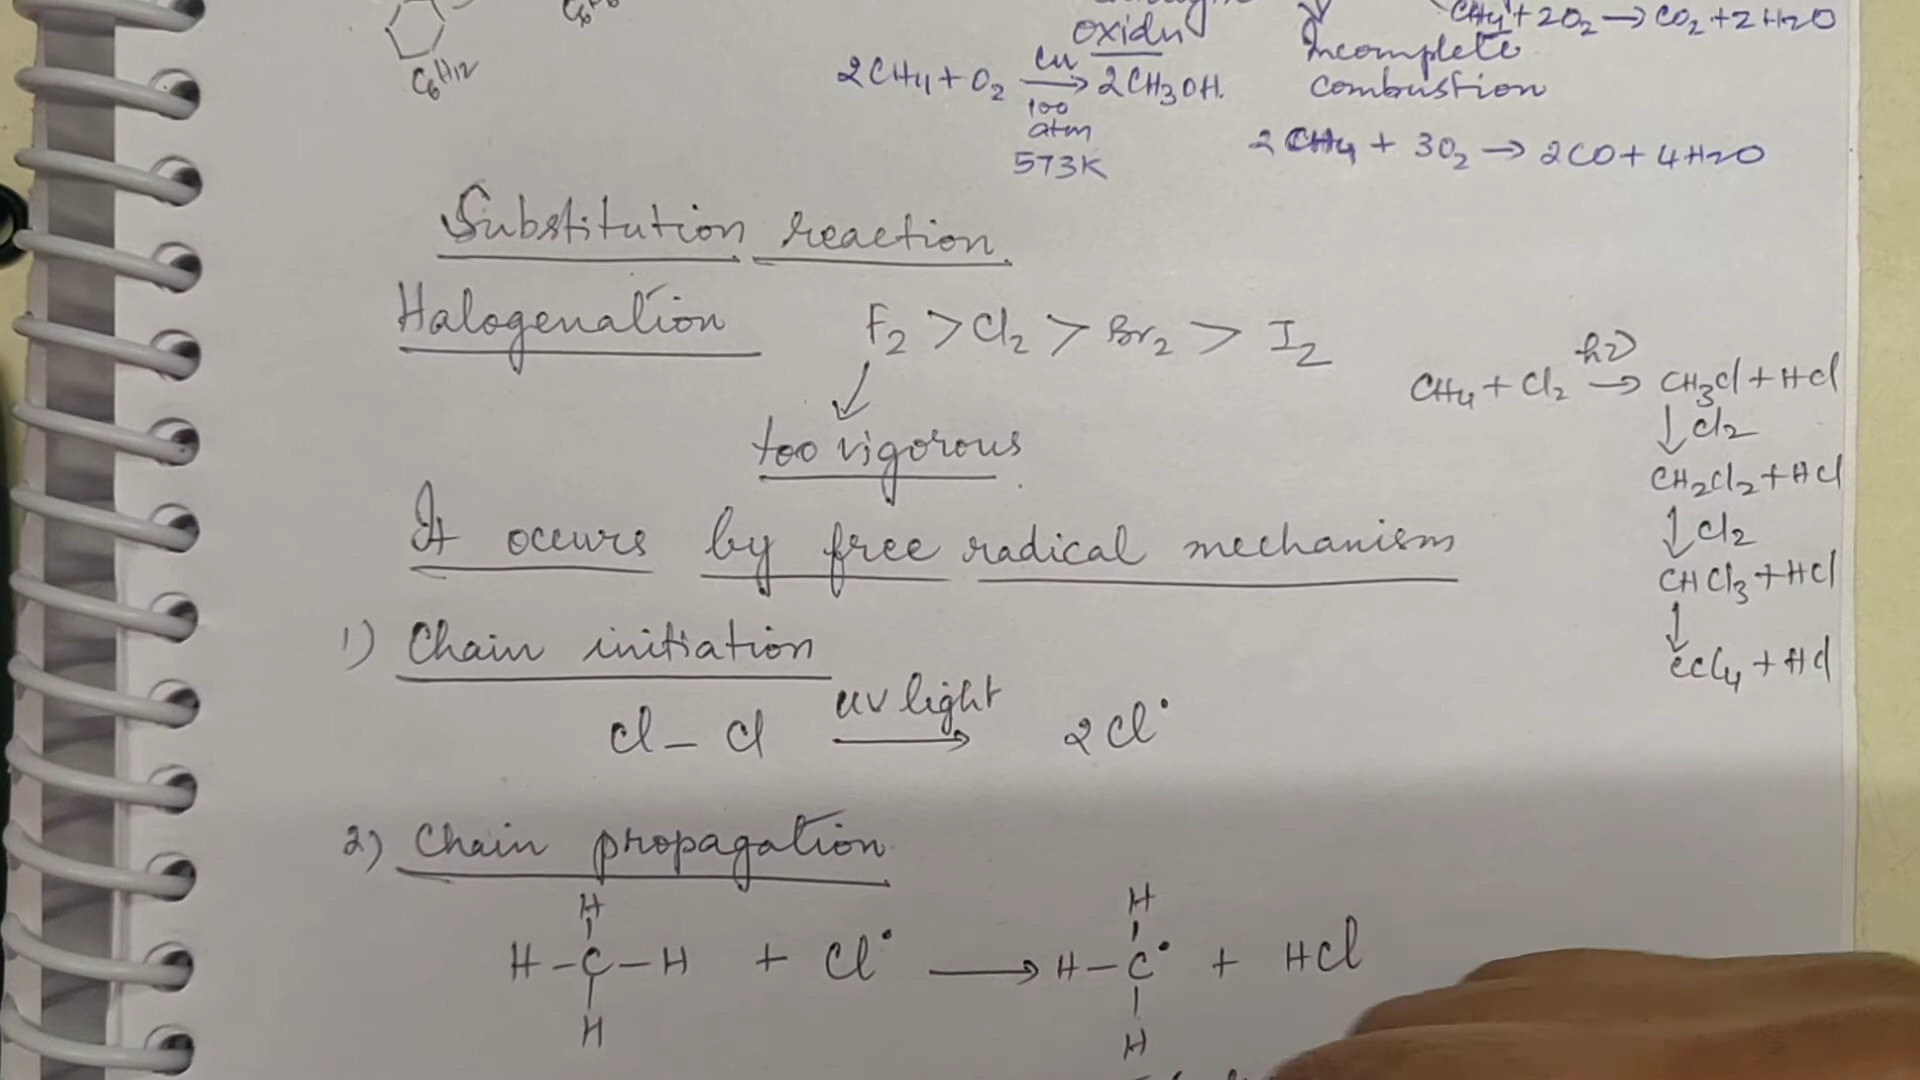 C6H12
oxidn
2CH4 + O2 Cu → 2CH3OH.
100
atm
573K
CH4 + 2O2 → CO2 + 2H2O
Incomplete
combustion
2CH4 + 3O2 → 2CO + 4H2O
Substitution reaction.
Halogenation F2 > Cl2 > Br2 > I2
↓
too vigorous.
CH4 + Cl2 hν → CH3Cl + HCl
↓ Cl2
CH2Cl2 + HCl
↓ Cl2
CHCl3 + HCl
↓
CCl4 + HCl
It occurs by free radical mechanism
1) Chain initiation
Cl – Cl uv light → 2Cl•
2) Chain propagation
H H
H – C – H + Cl• → H – C• + HCl
H H